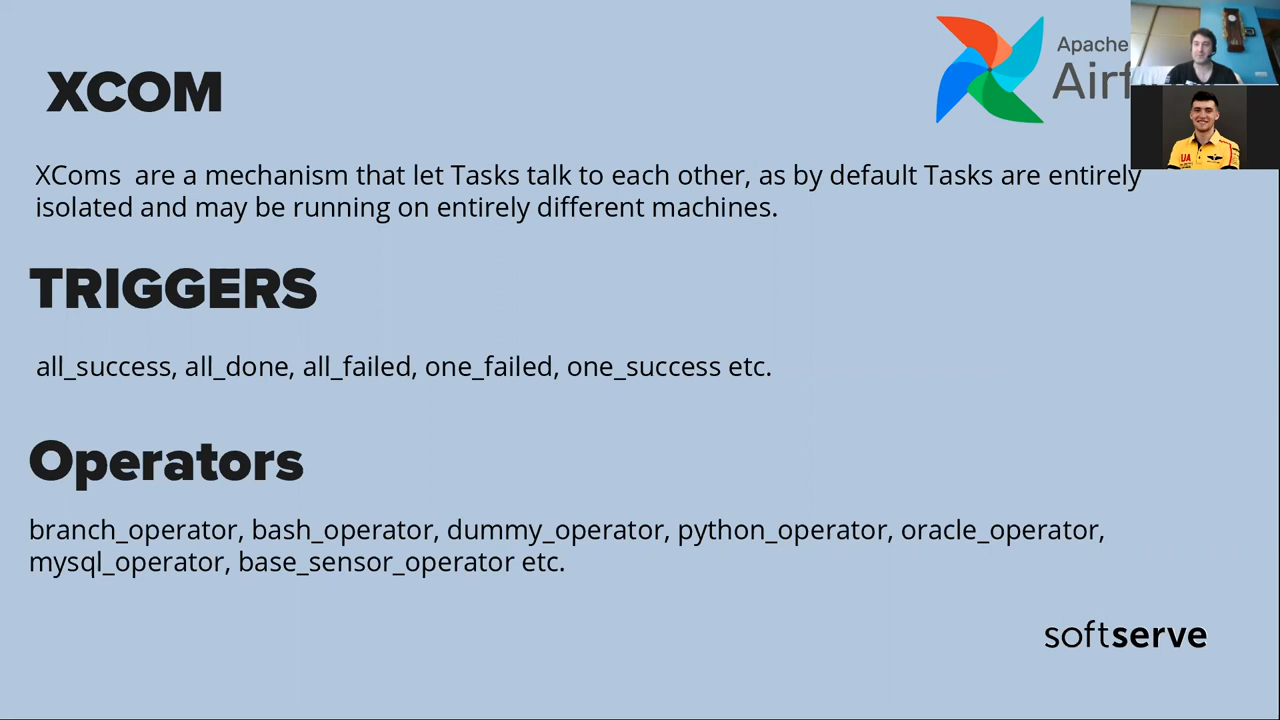 XCOM
Apache
Airf
XComs are a mechanism that let Tasks talk to each other, as by default Tasks are entirely
isolated and may be running on entirely different machines.
UA
TRIGGERS
all_success, all_done, all_failed, one_failed, one_success etc.
Operators
branch_operator, bash_operator, dummy_operator, python_operator, oracle_operator,
mysql_operator, base_sensor_operator etc.
softserve